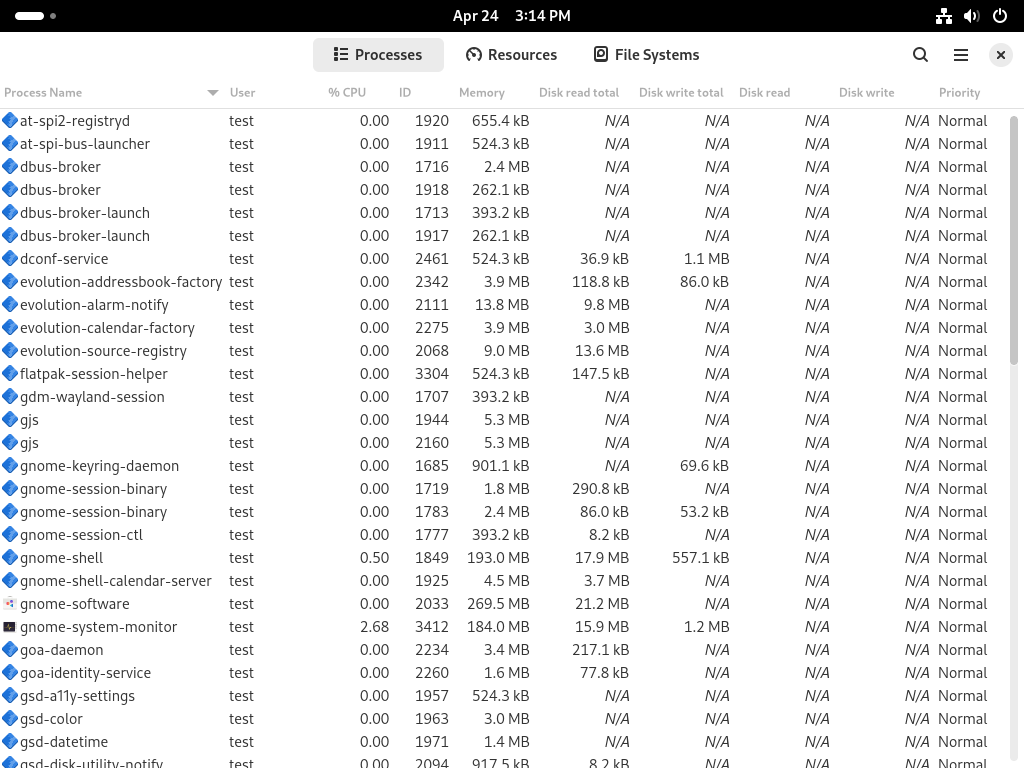 Apr 24 3:14 PM
Processes Resources File Systems
Process Name User % CPU ID Memory Disk read total Disk write total Disk read Disk write Priority
at-spi2-registryd test 0.00 1920 655.4 kB N/A N/A N/A N/A Normal
at-spi-bus-launcher test 0.00 1911 524.3 kB N/A N/A N/A N/A Normal
dbus-broker test 0.00 1716 2.4 MB N/A N/A N/A N/A Normal
dbus-broker test 0.00 1918 262.1 kB N/A N/A N/A N/A Normal
dbus-broker-launch test 0.00 1713 393.2 kB N/A N/A N/A N/A Normal
dbus-broker-launch test 0.00 1917 262.1 kB N/A N/A N/A N/A Normal
dconf-service test 0.00 2461 524.3 kB 36.9 kB 1.1 MB N/A N/A Normal
evolution-addressbook-factory test 0.00 2342 3.9 MB 118.8 kB 86.0 kB N/A N/A Normal
evolution-alarm-notify test 0.00 2111 13.8 MB 9.8 MB N/A N/A N/A Normal
evolution-calendar-factory test 0.00 2275 3.9 MB 3.0 MB N/A N/A N/A Normal
evolution-source-registry test 0.00 2068 9.0 MB 13.6 MB N/A N/A N/A Normal
flatpak-session-helper test 0.00 3304 524.3 kB 147.5 kB N/A N/A N/A Normal
gdm-wayland-session test 0.00 1707 393.2 kB N/A N/A N/A N/A Normal
gjs test 0.00 1944 5.3 MB N/A N/A N/A N/A Normal
gjs test 0.00 2160 5.3 MB N/A N/A N/A N/A Normal
gnome-keyring-daemon test 0.00 1685 901.1 kB N/A 69.6 kB N/A N/A Normal
gnome-session-binary test 0.00 1719 1.8 MB 290.8 kB N/A N/A N/A Normal
gnome-session-binary test 0.00 1783 2.4 MB 86.0 kB 53.2 kB N/A N/A Normal
gnome-session-ctl test 0.00 1777 393.2 kB 8.2 kB N/A N/A N/A Normal
gnome-shell test 0.50 1849 193.0 MB 17.9 MB 557.1 kB N/A N/A Normal
gnome-shell-calendar-server test 0.00 1925 4.5 MB 3.7 MB N/A N/A N/A Normal
gnome-software test 0.00 2033 269.5 MB 21.2 MB N/A N/A N/A Normal
gnome-system-monitor test 2.68 3412 184.0 MB 15.9 MB 1.2 MB N/A N/A Normal
goa-daemon test 0.00 2234 3.4 MB 217.1 kB N/A N/A N/A Normal
goa-identity-service test 0.00 2260 1.6 MB 77.8 kB N/A N/A N/A Normal
gsd-a11y-settings test 0.00 1957 524.3 kB N/A N/A N/A N/A Normal
gsd-color test 0.00 1963 3.0 MB N/A N/A N/A N/A Normal
gsd-datetime test 0.00 1971 1.4 MB N/A N/A N/A N/A Normal
gsd-disk-utility-notify test 0.00 2094 917.5 kB 8.2 kB N/A N/A N/A Normal